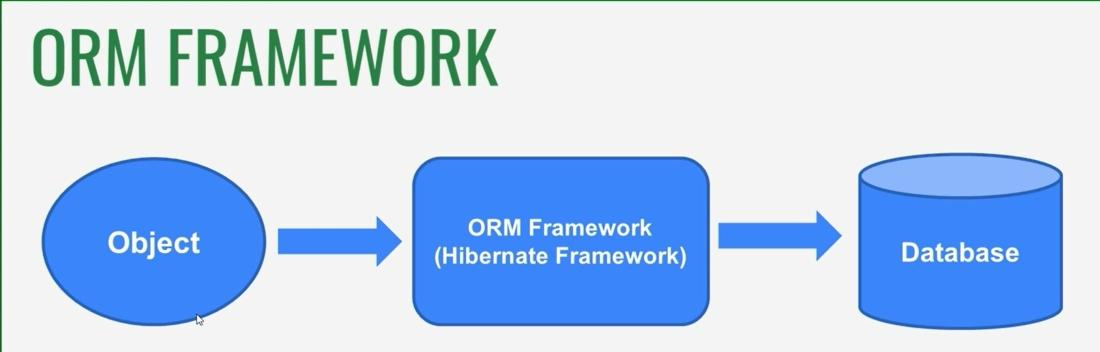 ORM FRAMEWORK
Object
ORM Framework
(Hibernate Framework)
Database